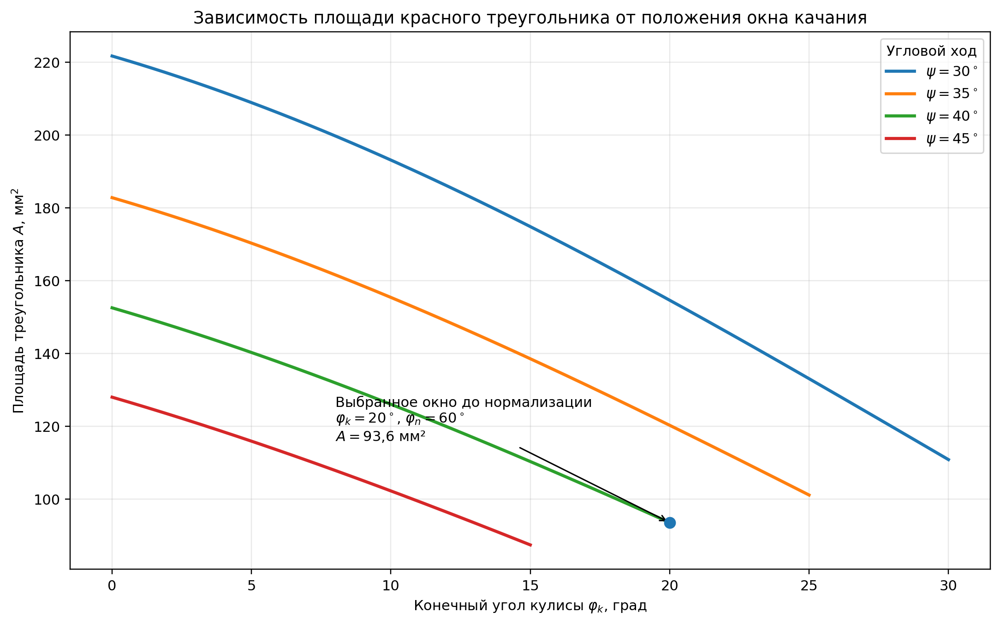 Зависимость площади красного треугольника от положения окна качания
Площадь треугольника A, мм²
220
200
180
160
140
120
100
Угловой ход
ψ = 30°
ψ = 35°
ψ = 40°
ψ = 45°
Выбранное окно до нормализации
φₖ = 20°, φₙ = 60°
A = 93,6 мм²
0 5 10 15 20 25 30
Конечный угол кулисы φₖ, град